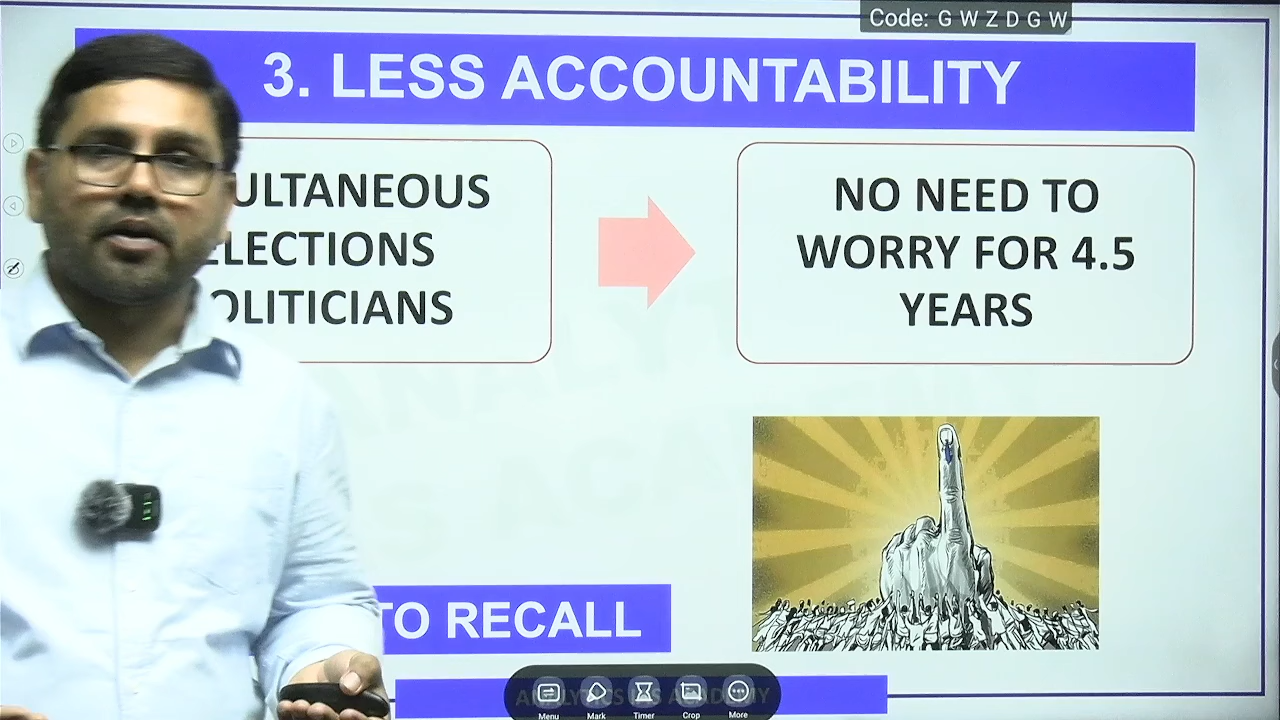 Code: G W Z D G W
3. LESS ACCOUNTABILITY
ULTANEOUS
LECTIONS
OLITICIANS
NO NEED TO
WORRY FOR 4.5
YEARS
TO RECALL
Menu
Mark
Timer
Crop
More